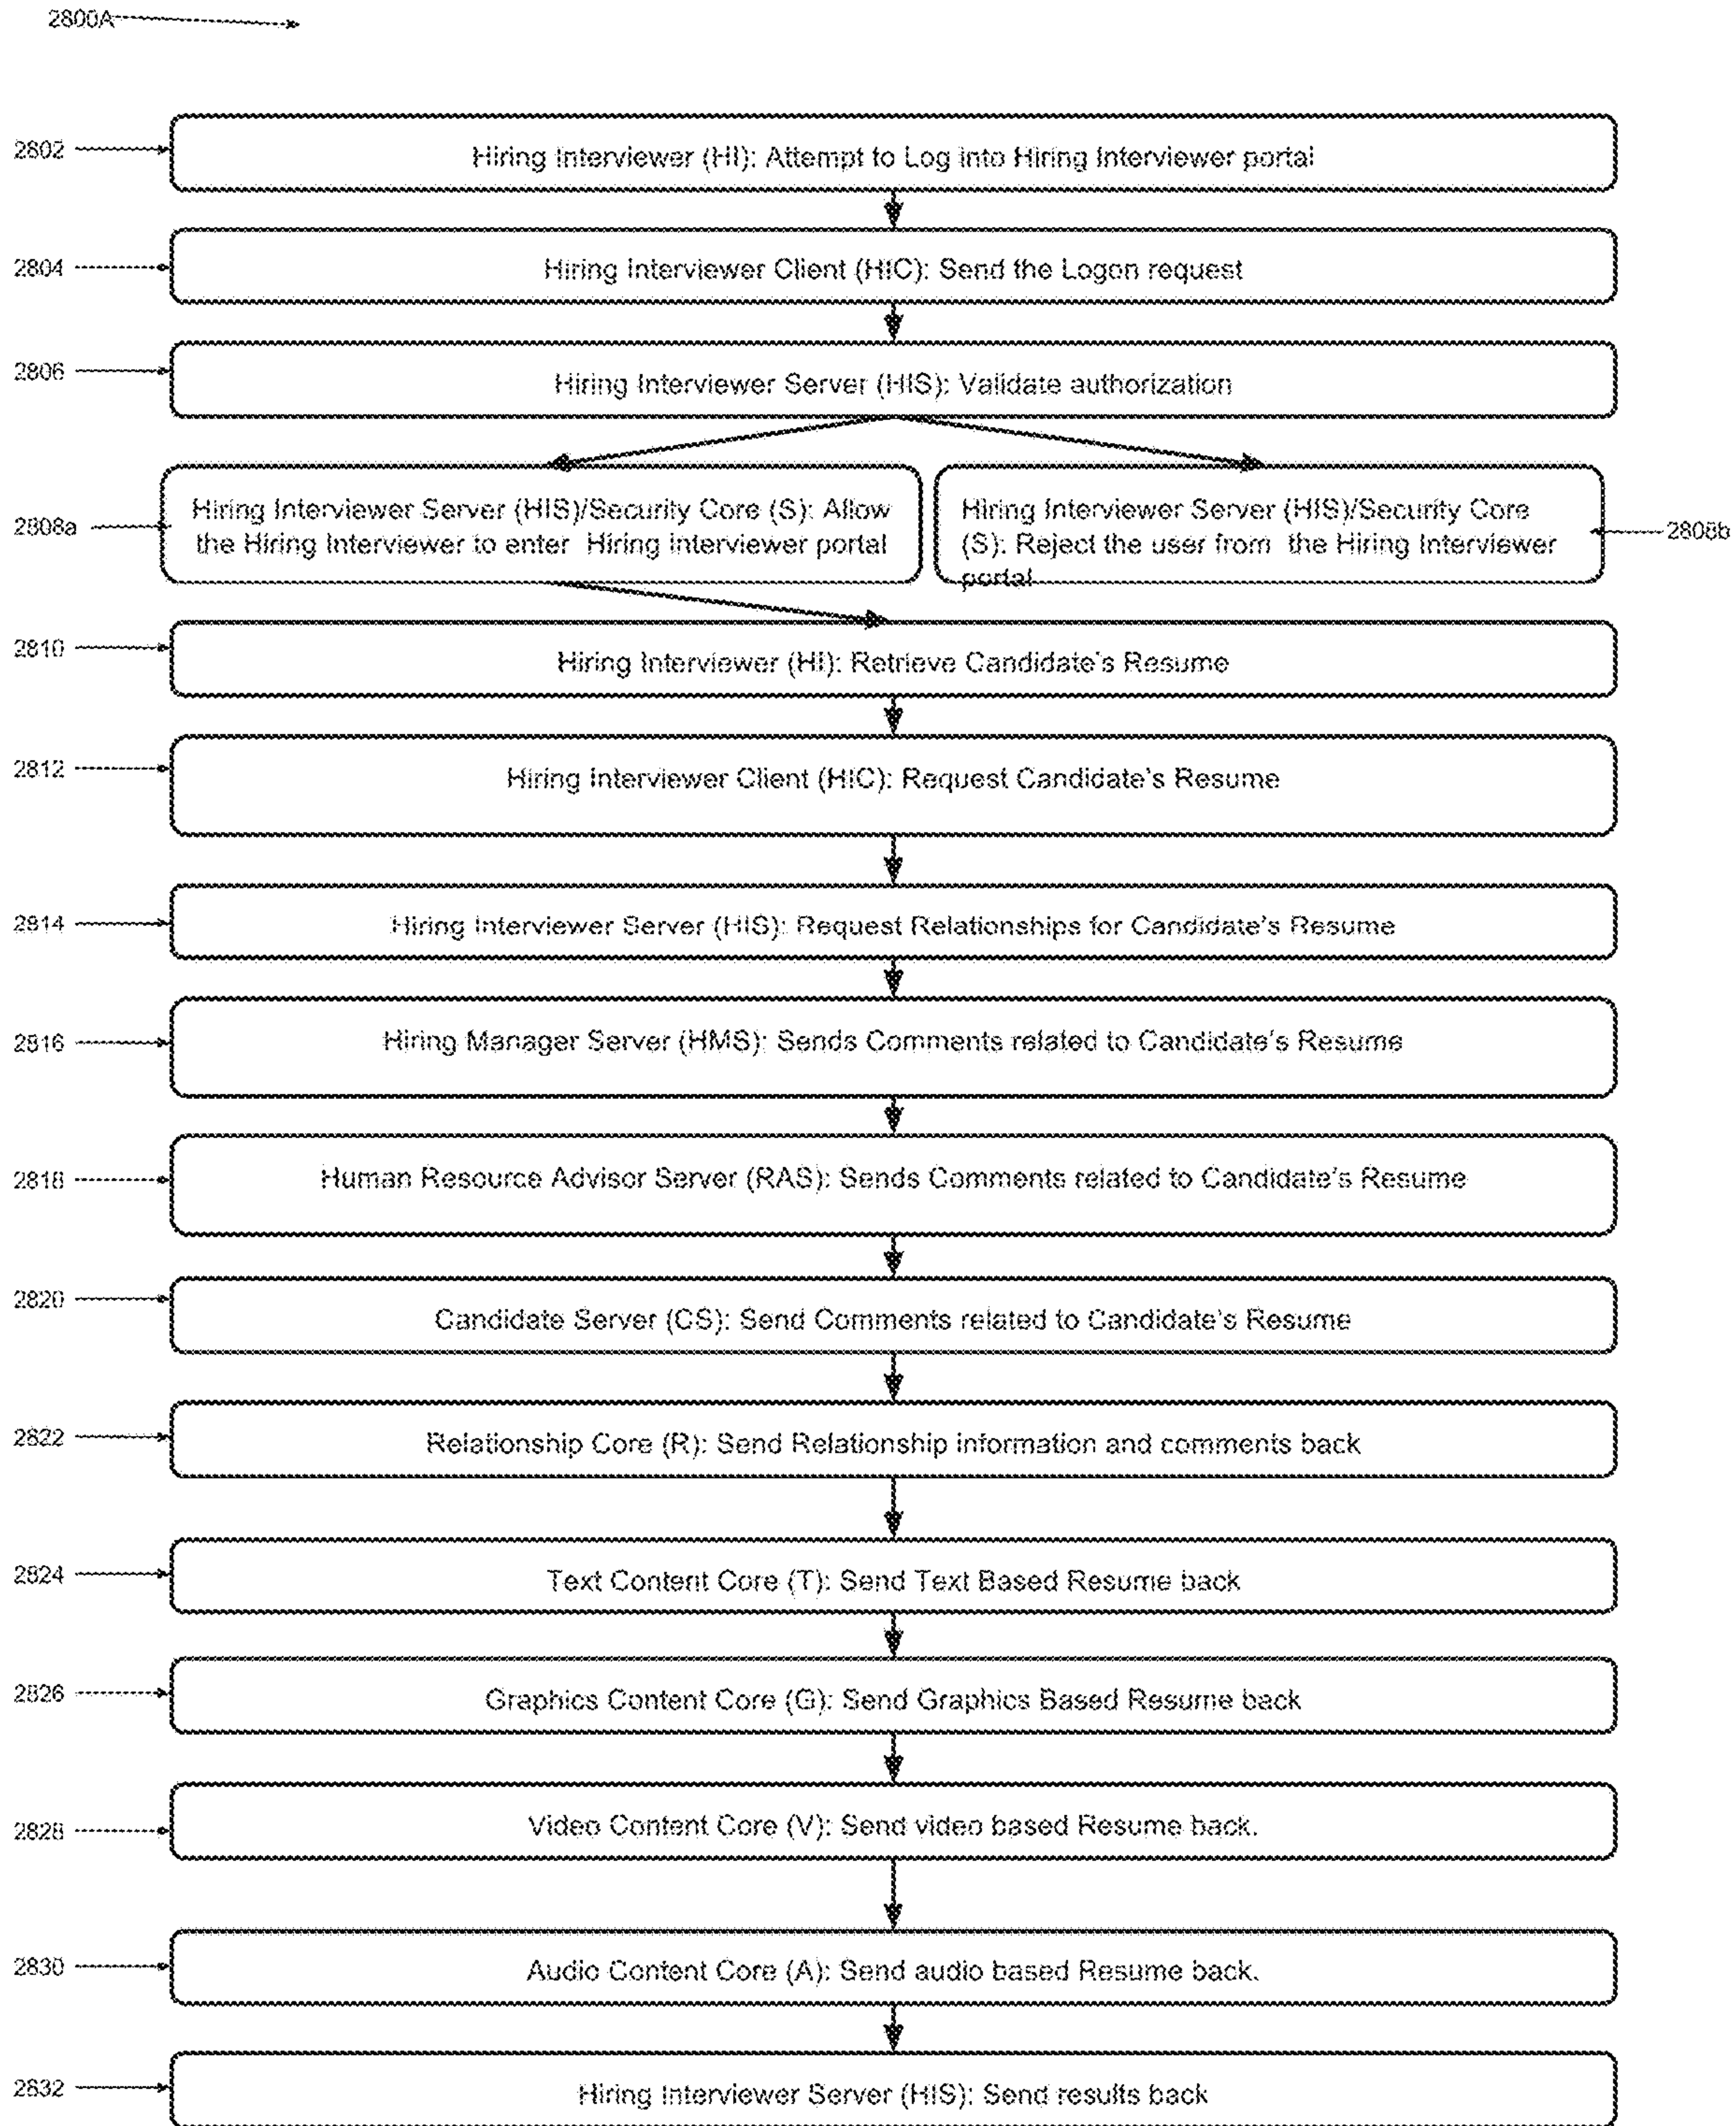 2800A
2802
Hiring Interviewer (HI): Attempt to Log into Hiring Interviewer portal
2804
Hiring Interviewer Client (HIC): Send the Logon request
2806
Hiring Interviewer Server (HIS): Validate authorization
2808a
Hiring Interviewer Server (HIS)/Security Core (S): Allow
the Hiring Interviewer to enter Hiring interviewer portal
Hiring Interviewer Server (HIS)/Security Core
(S): Reject the user from the Hiring Interviewer
portal
2808b
2810
Hiring Interviewer (HI): Retrieve Candidate's Resume
2812
Hiring Interviewer Client (HIC): Request Candidate's Resume
2814
Hiring Interviewer Server (HIS): Request Relationships for Candidate's Resume
2816
Hiring Manager Server (HMS): Sends Comments related to Candidate's Resume
2818
Human Resource Advisor Server (RAS): Sends Comments related to Candidate's Resume
2820
Candidate Server (CS): Send Comments related to Candidate's Resume
2822
Relationship Core (R): Send Relationship information and comments back
2824
Text Content Core (T): Send Text Based Resume back
2826
Graphics Content Core (G): Send Graphics Based Resume back
2828
Video Content Core (V): Send video based Resume back.
2830
Audio Content Core (A): Send audio based Resume back.
2832
Hiring Interviewer Server (HIS): Send results back